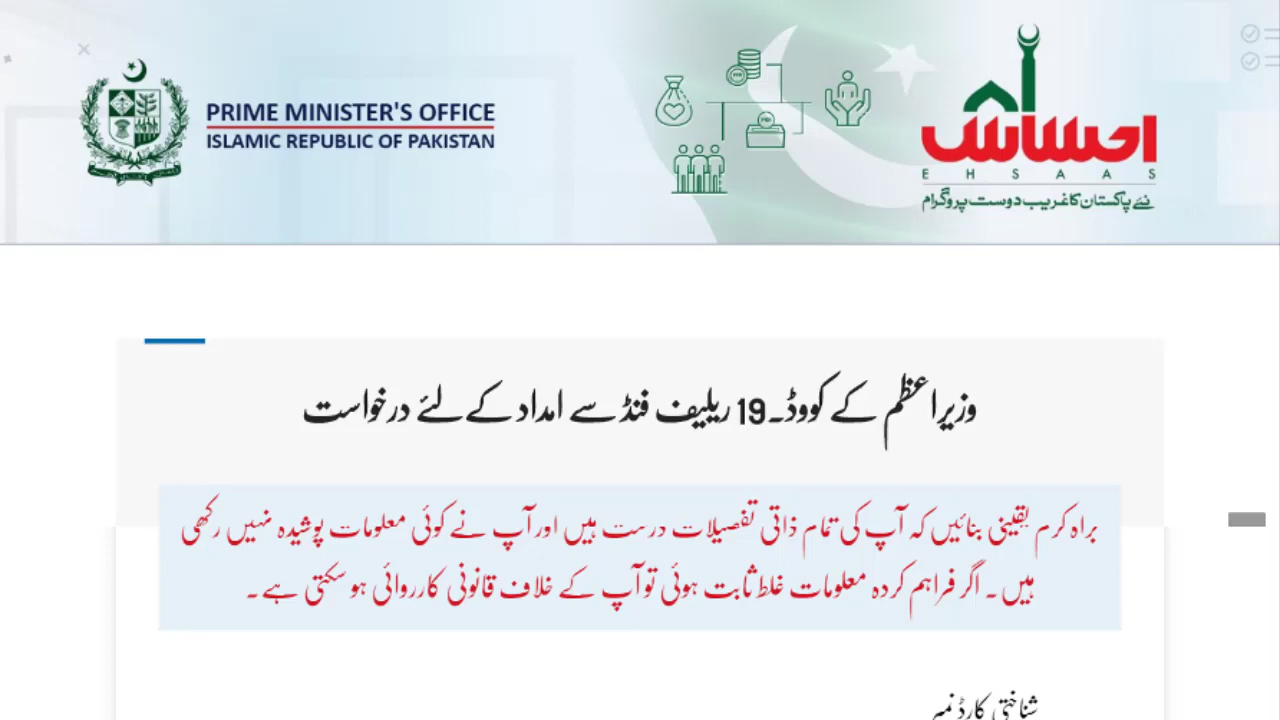 PRIME MINISTER'S OFFICE
ISLAMIC REPUBLIC OF PAKISTAN
احساس
EHSAAS
نئے پاکستان کا غریب دوست پروگرام
وزیراعظم کے کووڈ-19 ریلیف فنڈ سے امداد کے لئے درخواست
براہ کرم یقینی بنائیں کہ آپ کی تمام ذاتی تفصیلات درست ہیں اور آپ نے کوئی معلومات پوشیدہ نہیں رکھی
ہیں۔ اگر فراہم کردہ معلومات غلط ثابت ہوئی تو آپ کے خلاف قانونی کارروائی ہو سکتی ہے۔
شناختی کارڈ نمبر